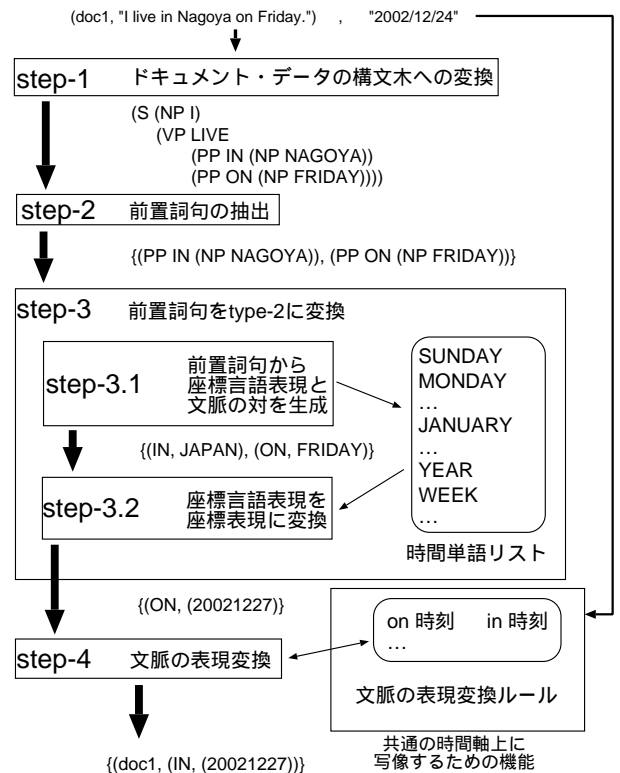 (doc1, "I live in Nagoya on Friday.") , "2002/12/24"
step-1 ドキュメント・データの構文木への変換
(S (NP I)
(VP LIVE
(PP IN (NP NAGOYA))
(PP ON (NP FRIDAY))))
step-2 前置詞句の抽出
{(PP IN (NP NAGOYA)), (PP ON (NP FRIDAY))}
step-3 前置詞句をtype-2に変換
step-3.1
前置詞句から
座標言語表現と
文脈の対を生成
SUNDAY
MONDAY
…
JANUARY
…
YEAR
WEEK
…
時間単語リスト
{(IN, JAPAN), (ON, FRIDAY)}
step-3.2
座標言語表現を
座標表現に変換
{(ON, (20021227)}
step-4 文脈の表現変換
on 時刻 in 時刻
…
文脈の表現変換ルール
共通の時間軸上に
写像するための機能
{(doc1, (IN, (20021227))}